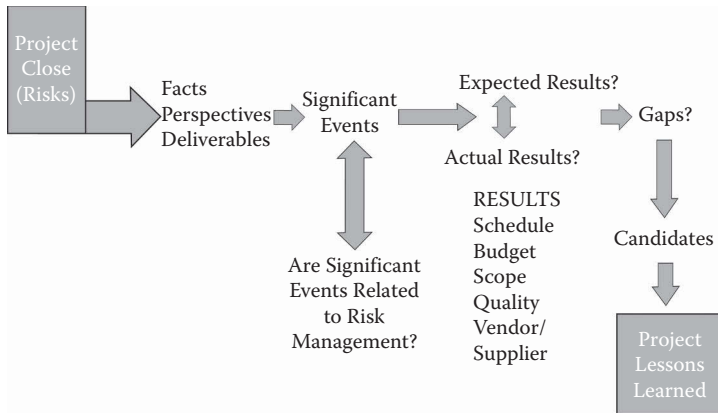 Project
Close
(Risks)
Facts
Perspectives
Deliverables
Significant
Events
Are Significant
Events Related
to Risk
Management?
Expected Results?
Actual Results?
RESULTS
Schedule
Budget
Scope
Quality
Vendor/
Supplier
Gaps?
Candidates
Project
Lessons
Learned